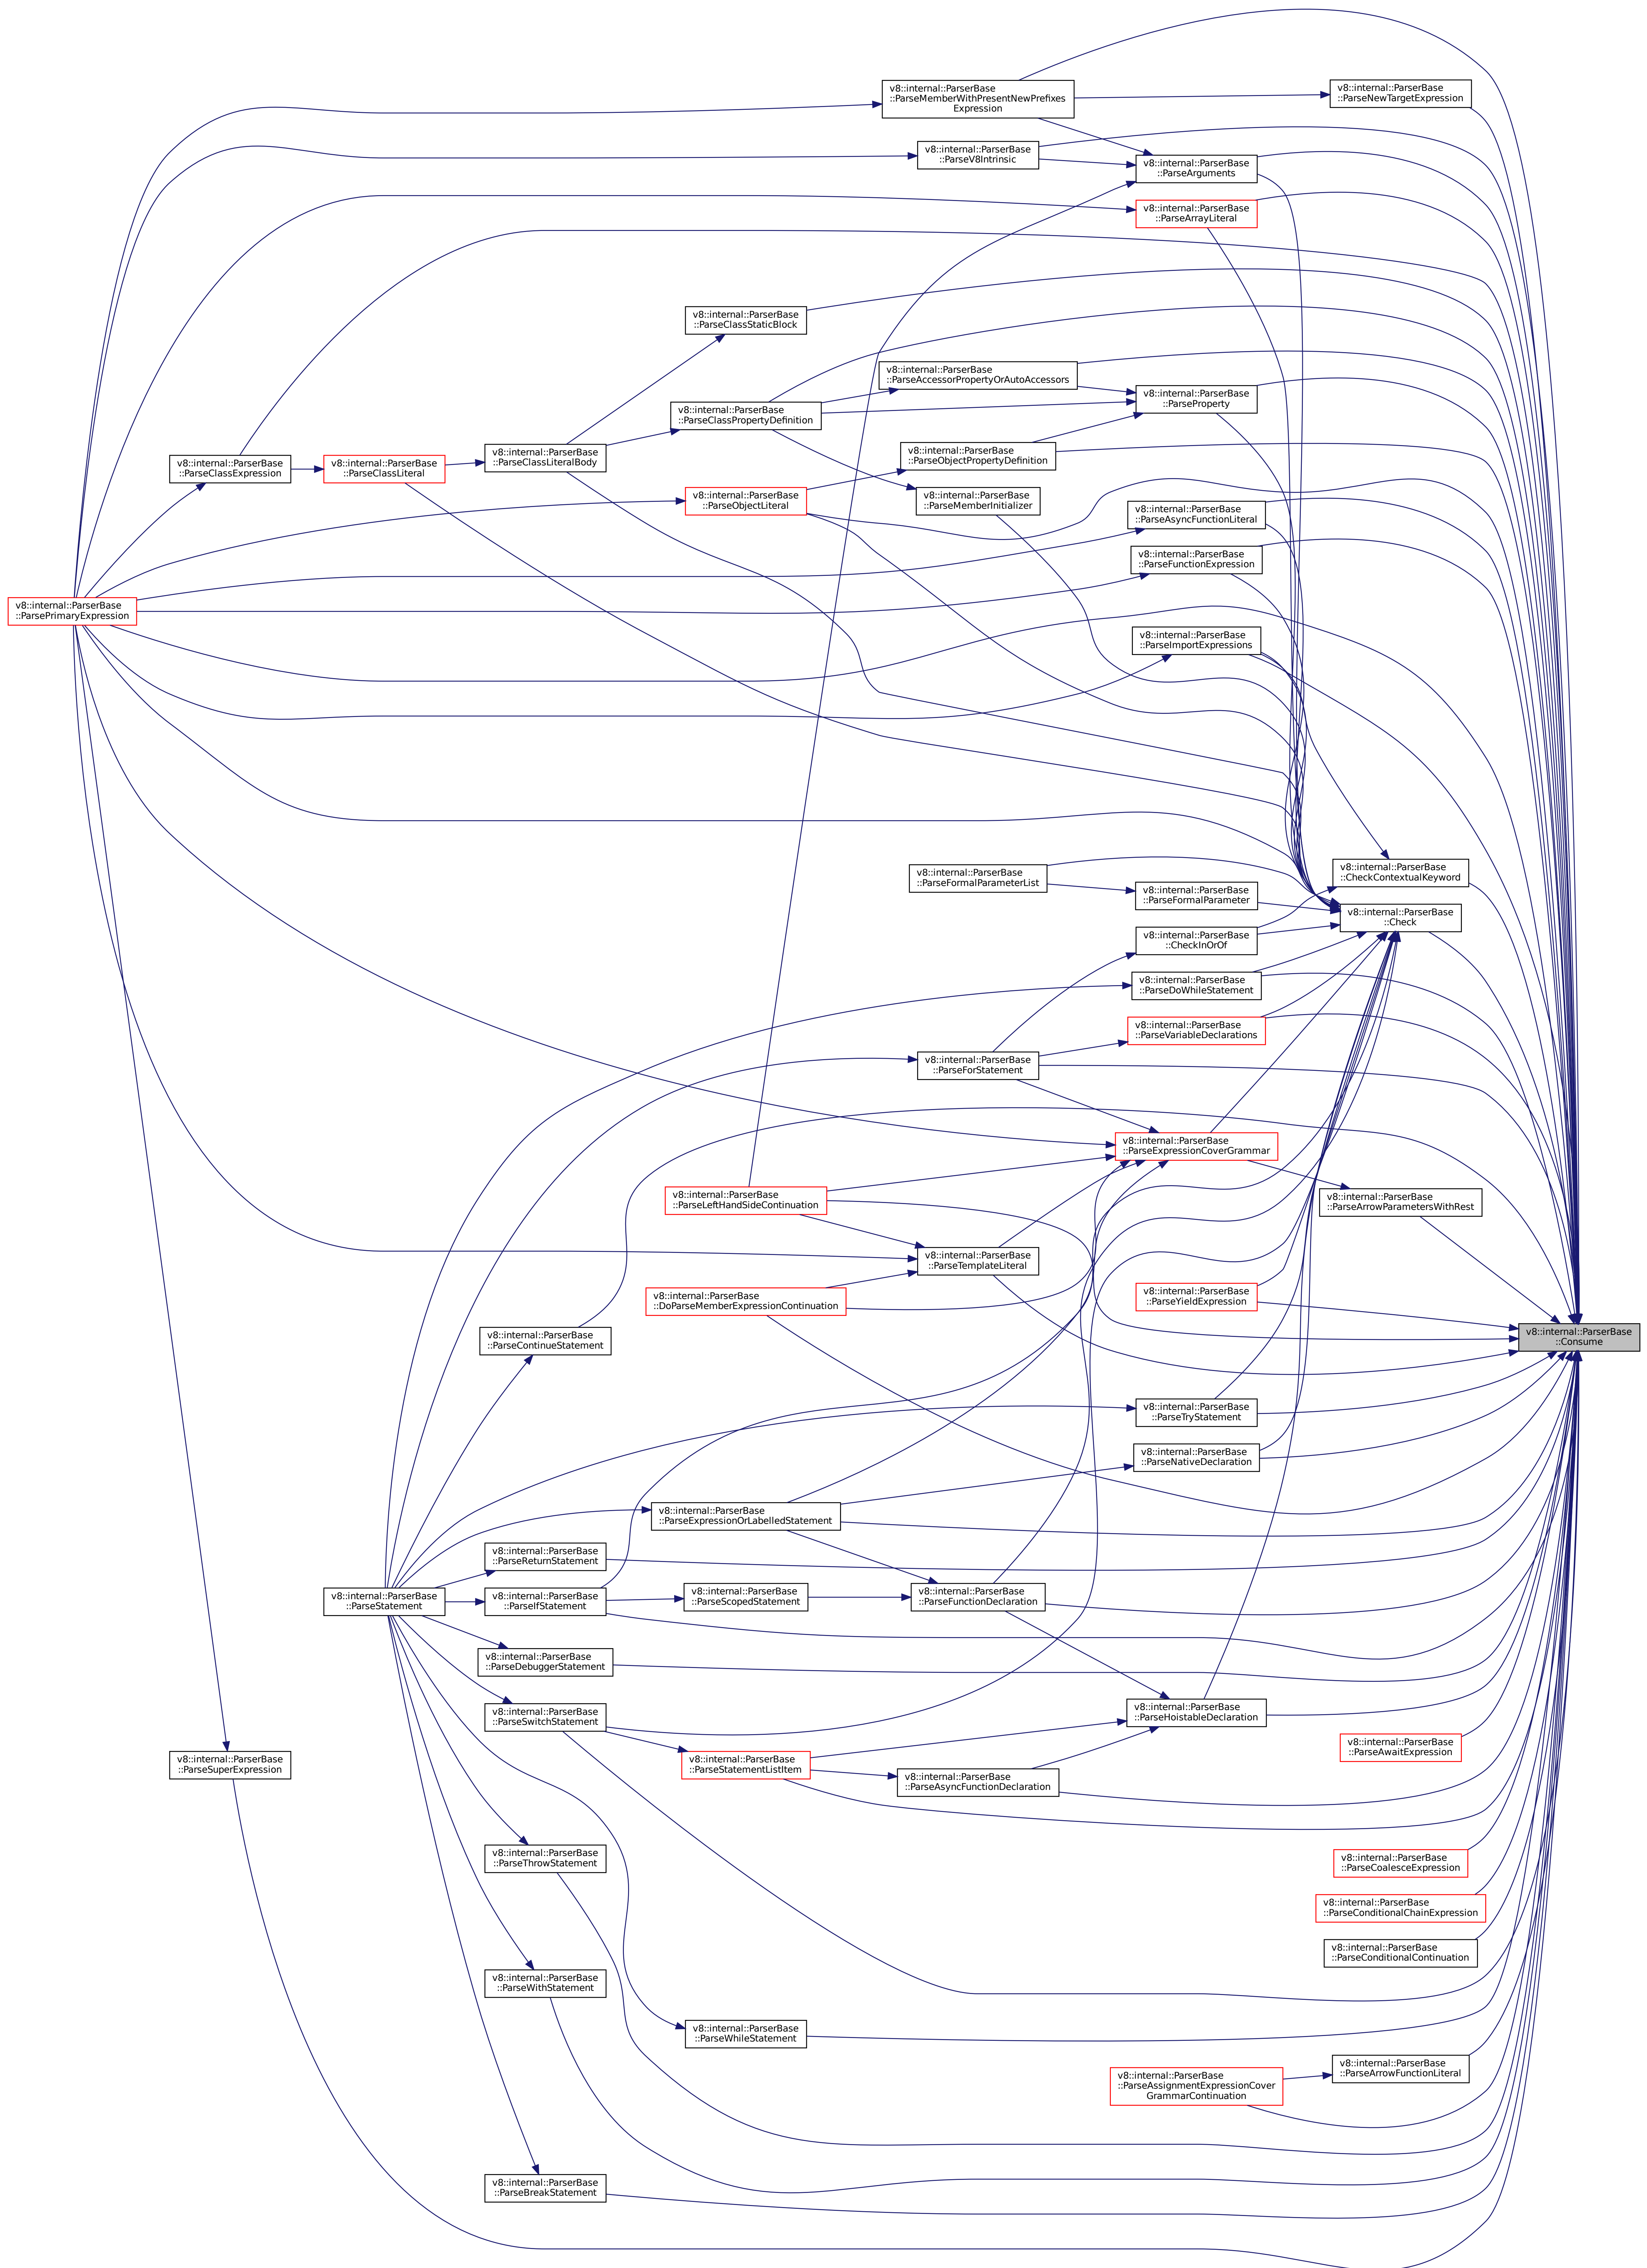 v8::internal::ParserBase
::ParseMemberWithPresentNewPrefixes
Expression
v8::internal::ParserBase
::ParseNewTargetExpression
v8::internal::ParserBase
::ParseV8Intrinsic
v8::internal::ParserBase
::ParseArguments
v8::internal::ParserBase
::ParseArrayLiteral
v8::internal::ParserBase
::ParseClassStaticBlock
v8::internal::ParserBase
::ParseAccessorPropertyOrAutoAccessors
v8::internal::ParserBase
::ParseProperty
v8::internal::ParserBase
::ParseClassPropertyDefinition
v8::internal::ParserBase
::ParseClassExpression
v8::internal::ParserBase
::ParseClassLiteral
v8::internal::ParserBase
::ParseClassLiteralBody
v8::internal::ParserBase
::ParseObjectPropertyDefinition
v8::internal::ParserBase
::ParseObjectLiteral
v8::internal::ParserBase
::ParseMemberInitializer
v8::internal::ParserBase
::ParseAsyncFunctionLiteral
v8::internal::ParserBase
::ParseFunctionExpression
v8::internal::ParserBase
::ParsePrimaryExpression
v8::internal::ParserBase
::ParseImportExpressions
v8::internal::ParserBase
::CheckContextualKeyword
v8::internal::ParserBase
::ParseFormalParameterList
v8::internal::ParserBase
::ParseFormalParameter
v8::internal::ParserBase
::Check
v8::internal::ParserBase
::CheckInOrOf
v8::internal::ParserBase
::ParseDoWhileStatement
v8::internal::ParserBase
::ParseVariableDeclarations
v8::internal::ParserBase
::ParseForStatement
v8::internal::ParserBase
::ParseExpressionCoverGrammar
v8::internal::ParserBase
::ParseLeftHandSideContinuation
v8::internal::ParserBase
::ParseArrowParametersWithRest
v8::internal::ParserBase
::ParseTemplateLiteral
v8::internal::ParserBase
::DoParseMemberExpressionContinuation
v8::internal::ParserBase
::ParseYieldExpression
v8::internal::ParserBase
::ParseContinueStatement
v8::internal::ParserBase
::Consume
v8::internal::ParserBase
::ParseTryStatement
v8::internal::ParserBase
::ParseNativeDeclaration
v8::internal::ParserBase
::ParseExpressionOrLabelledStatement
v8::internal::ParserBase
::ParseReturnStatement
v8::internal::ParserBase
::ParseStatement
v8::internal::ParserBase
::ParseIfStatement
v8::internal::ParserBase
::ParseScopedStatement
v8::internal::ParserBase
::ParseFunctionDeclaration
v8::internal::ParserBase
::ParseDebuggerStatement
v8::internal::ParserBase
::ParseSwitchStatement
v8::internal::ParserBase
::ParseHoistableDeclaration
v8::internal::ParserBase
::ParseAwaitExpression
v8::internal::ParserBase
::ParseSuperExpression
v8::internal::ParserBase
::ParseStatementListItem
v8::internal::ParserBase
::ParseAsyncFunctionDeclaration
v8::internal::ParserBase
::ParseThrowStatement
v8::internal::ParserBase
::ParseCoalesceExpression
v8::internal::ParserBase
::ParseConditionalChainExpression
v8::internal::ParserBase
::ParseConditionalContinuation
v8::internal::ParserBase
::ParseWithStatement
v8::internal::ParserBase
::ParseWhileStatement
v8::internal::ParserBase
::ParseArrowFunctionLiteral
v8::internal::ParserBase
::ParseAssignmentExpressionCover
GrammarContinuation
v8::internal::ParserBase
::ParseBreakStatement